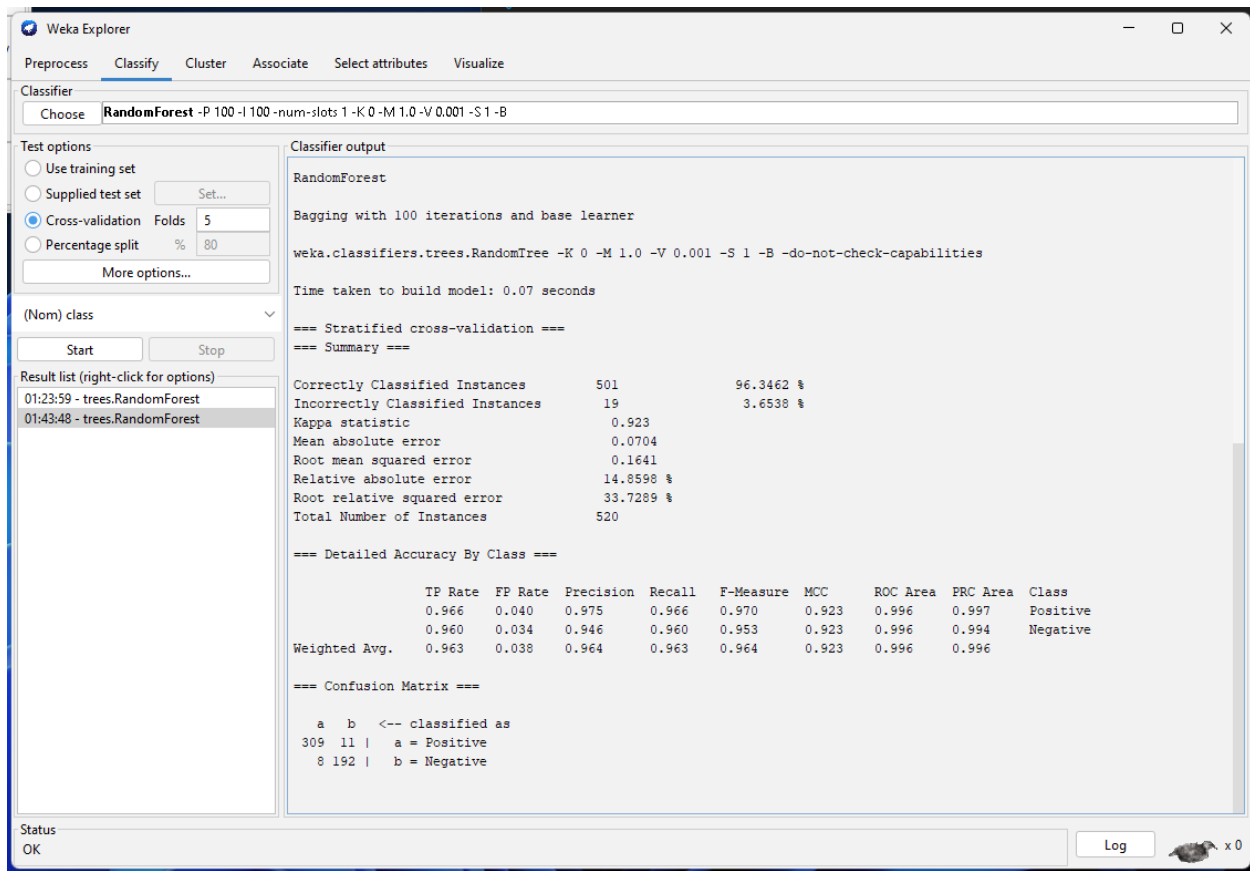 Weka Explorer
Preprocess Classify Cluster Associate Select attributes Visualize
Classifier
Choose RandomForest -P 100 -I 100 -num-slots 1 -K 0 -M 1.0 -V 0.001 -S 1 -B
Test options
Use training set
Supplied test set Set...
Cross-validation Folds 5
Percentage split % 80
More options...
(Nom) class
Start Stop
Result list (right-click for options)
01:23:59 - trees.RandomForest
01:43:48 - trees.RandomForest
Classifier output
RandomForest
Bagging with 100 iterations and base learner
weka.classifiers.trees.RandomTree -K 0 -M 1.0 -V 0.001 -S 1 -B -do-not-check-capabilities
Time taken to build model: 0.07 seconds
=== Stratified cross-validation ===
=== Summary ===
Correctly Classified Instances 501 96.3462 %
Incorrectly Classified Instances 19 3.6538 %
Kappa statistic 0.923
Mean absolute error 0.0704
Root mean squared error 0.1641
Relative absolute error 14.8598 %
Root relative squared error 33.7289 %
Total Number of Instances 520
=== Detailed Accuracy By Class ===
TP Rate FP Rate Precision Recall F-Measure MCC ROC Area PRC Area Class
0.966 0.040 0.975 0.966 0.970 0.923 0.996 0.997 Positive
0.960 0.034 0.946 0.960 0.953 0.923 0.996 0.994 Negative
Weighted Avg. 0.963 0.038 0.964 0.963 0.964 0.923 0.996 0.996
=== Confusion Matrix ===
a b <-- classified as
309 11 | a = Positive
8 192 | b = Negative
Status
OK
Log x 0